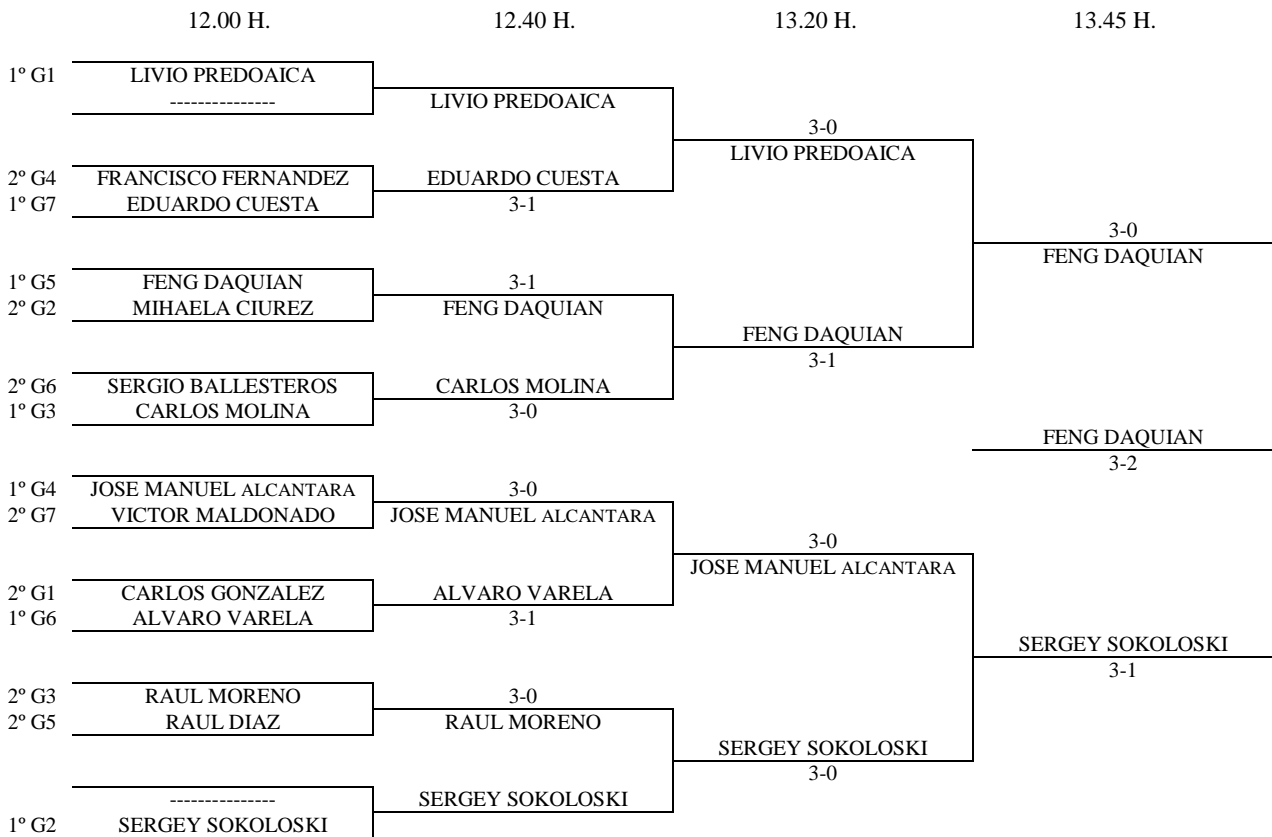 12.00 H. 12.40 H. 13.20 H. 13.45 H.
1º G1 LIVIO PREDOAICA
---------------
LIVIO PREDOAICA
3-0
LIVIO PREDOAICA
2º G4 FRANCISCO FERNANDEZ
1º G7 EDUARDO CUESTA
EDUARDO CUESTA
3-1
3-0
FENG DAQUIAN
1º G5 FENG DAQUIAN
2º G2 MIHAELA CIUREZ
3-1
FENG DAQUIAN
FENG DAQUIAN
3-1
2º G6 SERGIO BALLESTEROS
1º G3 CARLOS MOLINA
CARLOS MOLINA
3-0
FENG DAQUIAN
3-2
1º G4 JOSE MANUEL ALCANTARA
2º G7 VICTOR MALDONADO
3-0
JOSE MANUEL ALCANTARA
3-0
JOSE MANUEL ALCANTARA
2º G1 CARLOS GONZALEZ
1º G6 ALVARO VARELA
ALVARO VARELA
3-1
SERGEY SOKOLOSKI
3-1
2º G3 RAUL MORENO
2º G5 RAUL DIAZ
3-0
RAUL MORENO
SERGEY SOKOLOSKI
3-0
---------------
1º G2 SERGEY SOKOLOSKI
SERGEY SOKOLOSKI